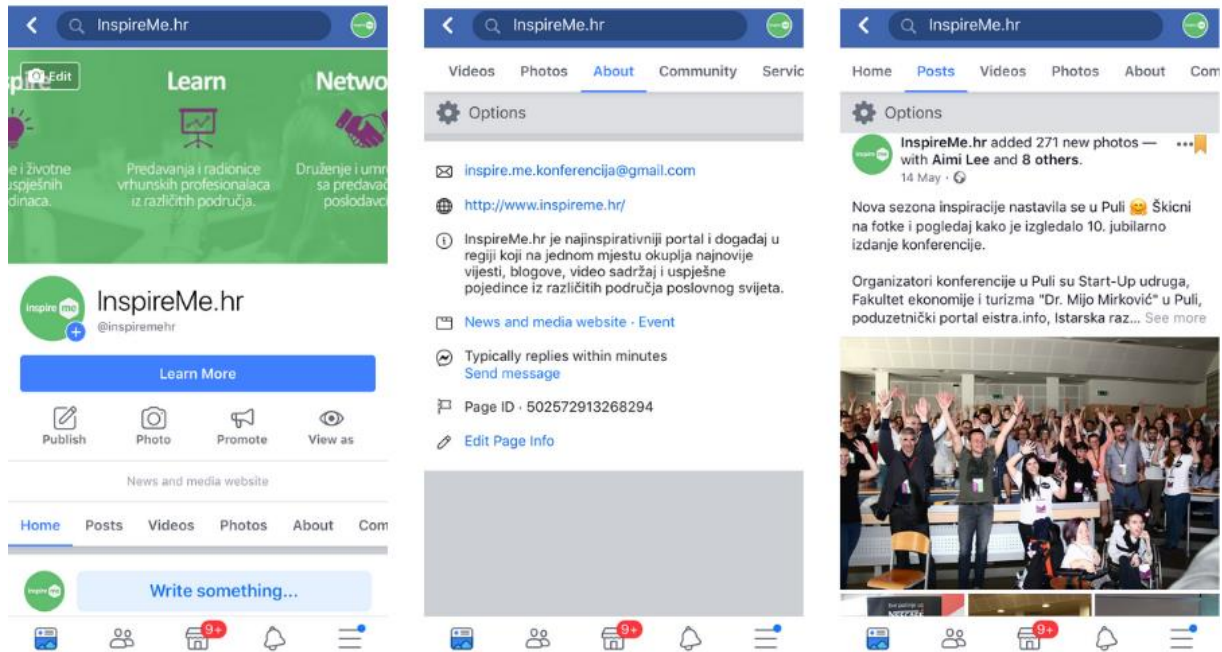 InspireMe.hr
Edit
Learn
Netwo
e i životne
uspješnih
dinaca.
Predavanja i radionice
vrhunskih profesionalaca
iz različitih područja.
Druženje i umr
sa predavač
poslodavci
inspire me
InspireMe.hr
@inspiremehr
Learn More
Publish
Photo
Promote
View as
News and media website
Home Posts Videos Photos About Com
Write something...
9+
InspireMe.hr
Videos Photos About Community Servic
Options
inspire.me.konferencija@gmail.com
http://www.inspireme.hr/
InspireMe.hr je najinspirativniji portal i događaj u
regiji koji na jednom mjestu okuplja najnovije
vijesti, blogove, video sadržaj i uspješne
pojedince iz različitih područja poslovnog svijeta.
News and media website · Event
Typically replies within minutes
Send message
Page ID · 502572913268294
Edit Page Info
9+
InspireMe.hr
Home Posts Videos Photos About Com
Options
InspireMe.hr added 271 new photos —
with Aimi Lee and 8 others.
14 May ·
Nova sezona inspiracije nastavila se u Puli 🤗 Škicni
na fotke i pogledaj kako je izgledalo 10. jubilarno
izdanje konferencije.
Organizatori konferencije u Puli su Start-Up udruga,
Fakultet ekonomije i turizma "Dr. Mijo Mirković" u Puli,
poduzetnički portal eistra.info, Istarska raz... See more
9+